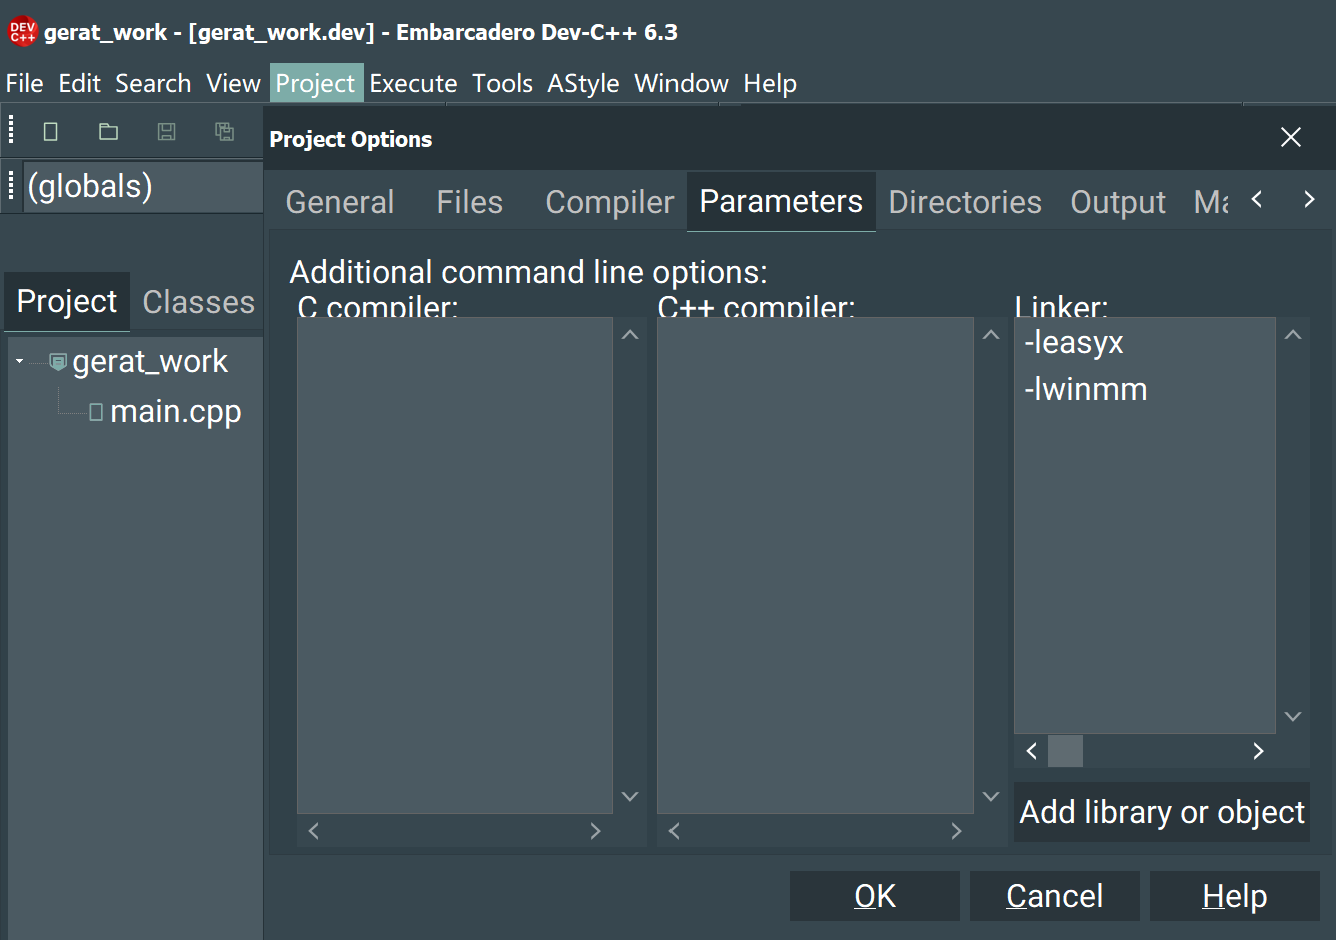 DEV C++ gerat_work - [gerat_work.dev] - Embarcadero Dev-C++ 6.3
File Edit Search View Project Execute Tools AStyle Window Help
Project Options
(globals)
General Files Compiler Parameters Directories Output Ma
Project Classes
gerat_work
main.cpp
Additional command line options:
C compiler: C++ compiler: Linker:
-leasyx
-lwinmm
Add library or object
OK Cancel Help